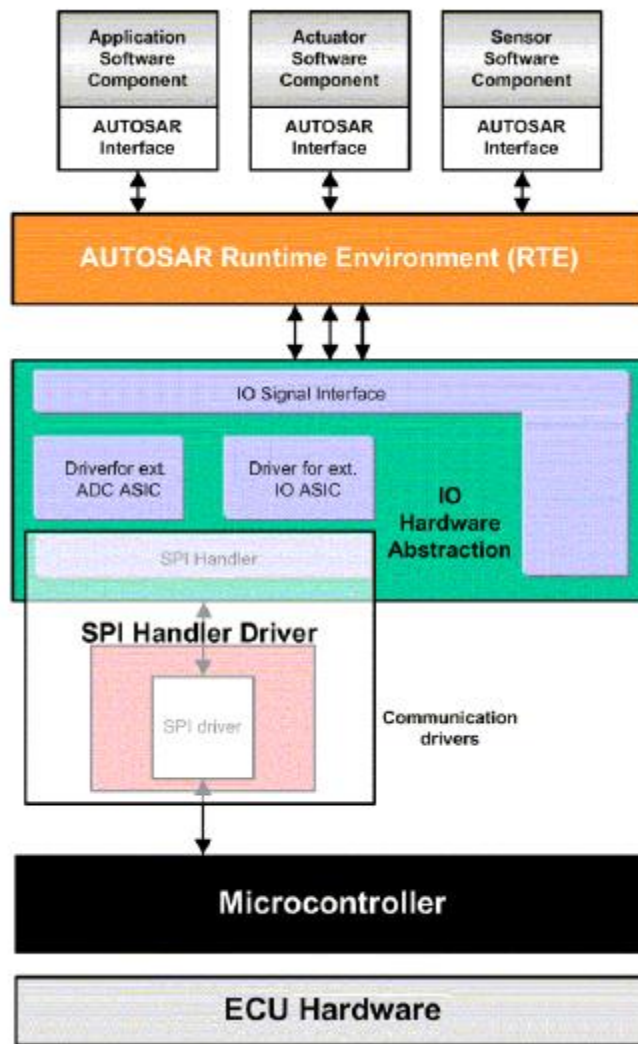 Application
Software
Component
Actuator
Software
Component
Sensor
Software
Component
AUTOSAR
Interface
AUTOSAR
Interface
AUTOSAR
Interface
AUTOSAR Runtime Environment (RTE)
IO Signal Interface
Driverfor ext.
ADC ASIC
Driver for ext.
IO ASIC
IO
Hardware
Abstraction
SPI Handler
SPI Handler Driver
SPI driver
Communication
drivers
Microcontroller
ECU Hardware